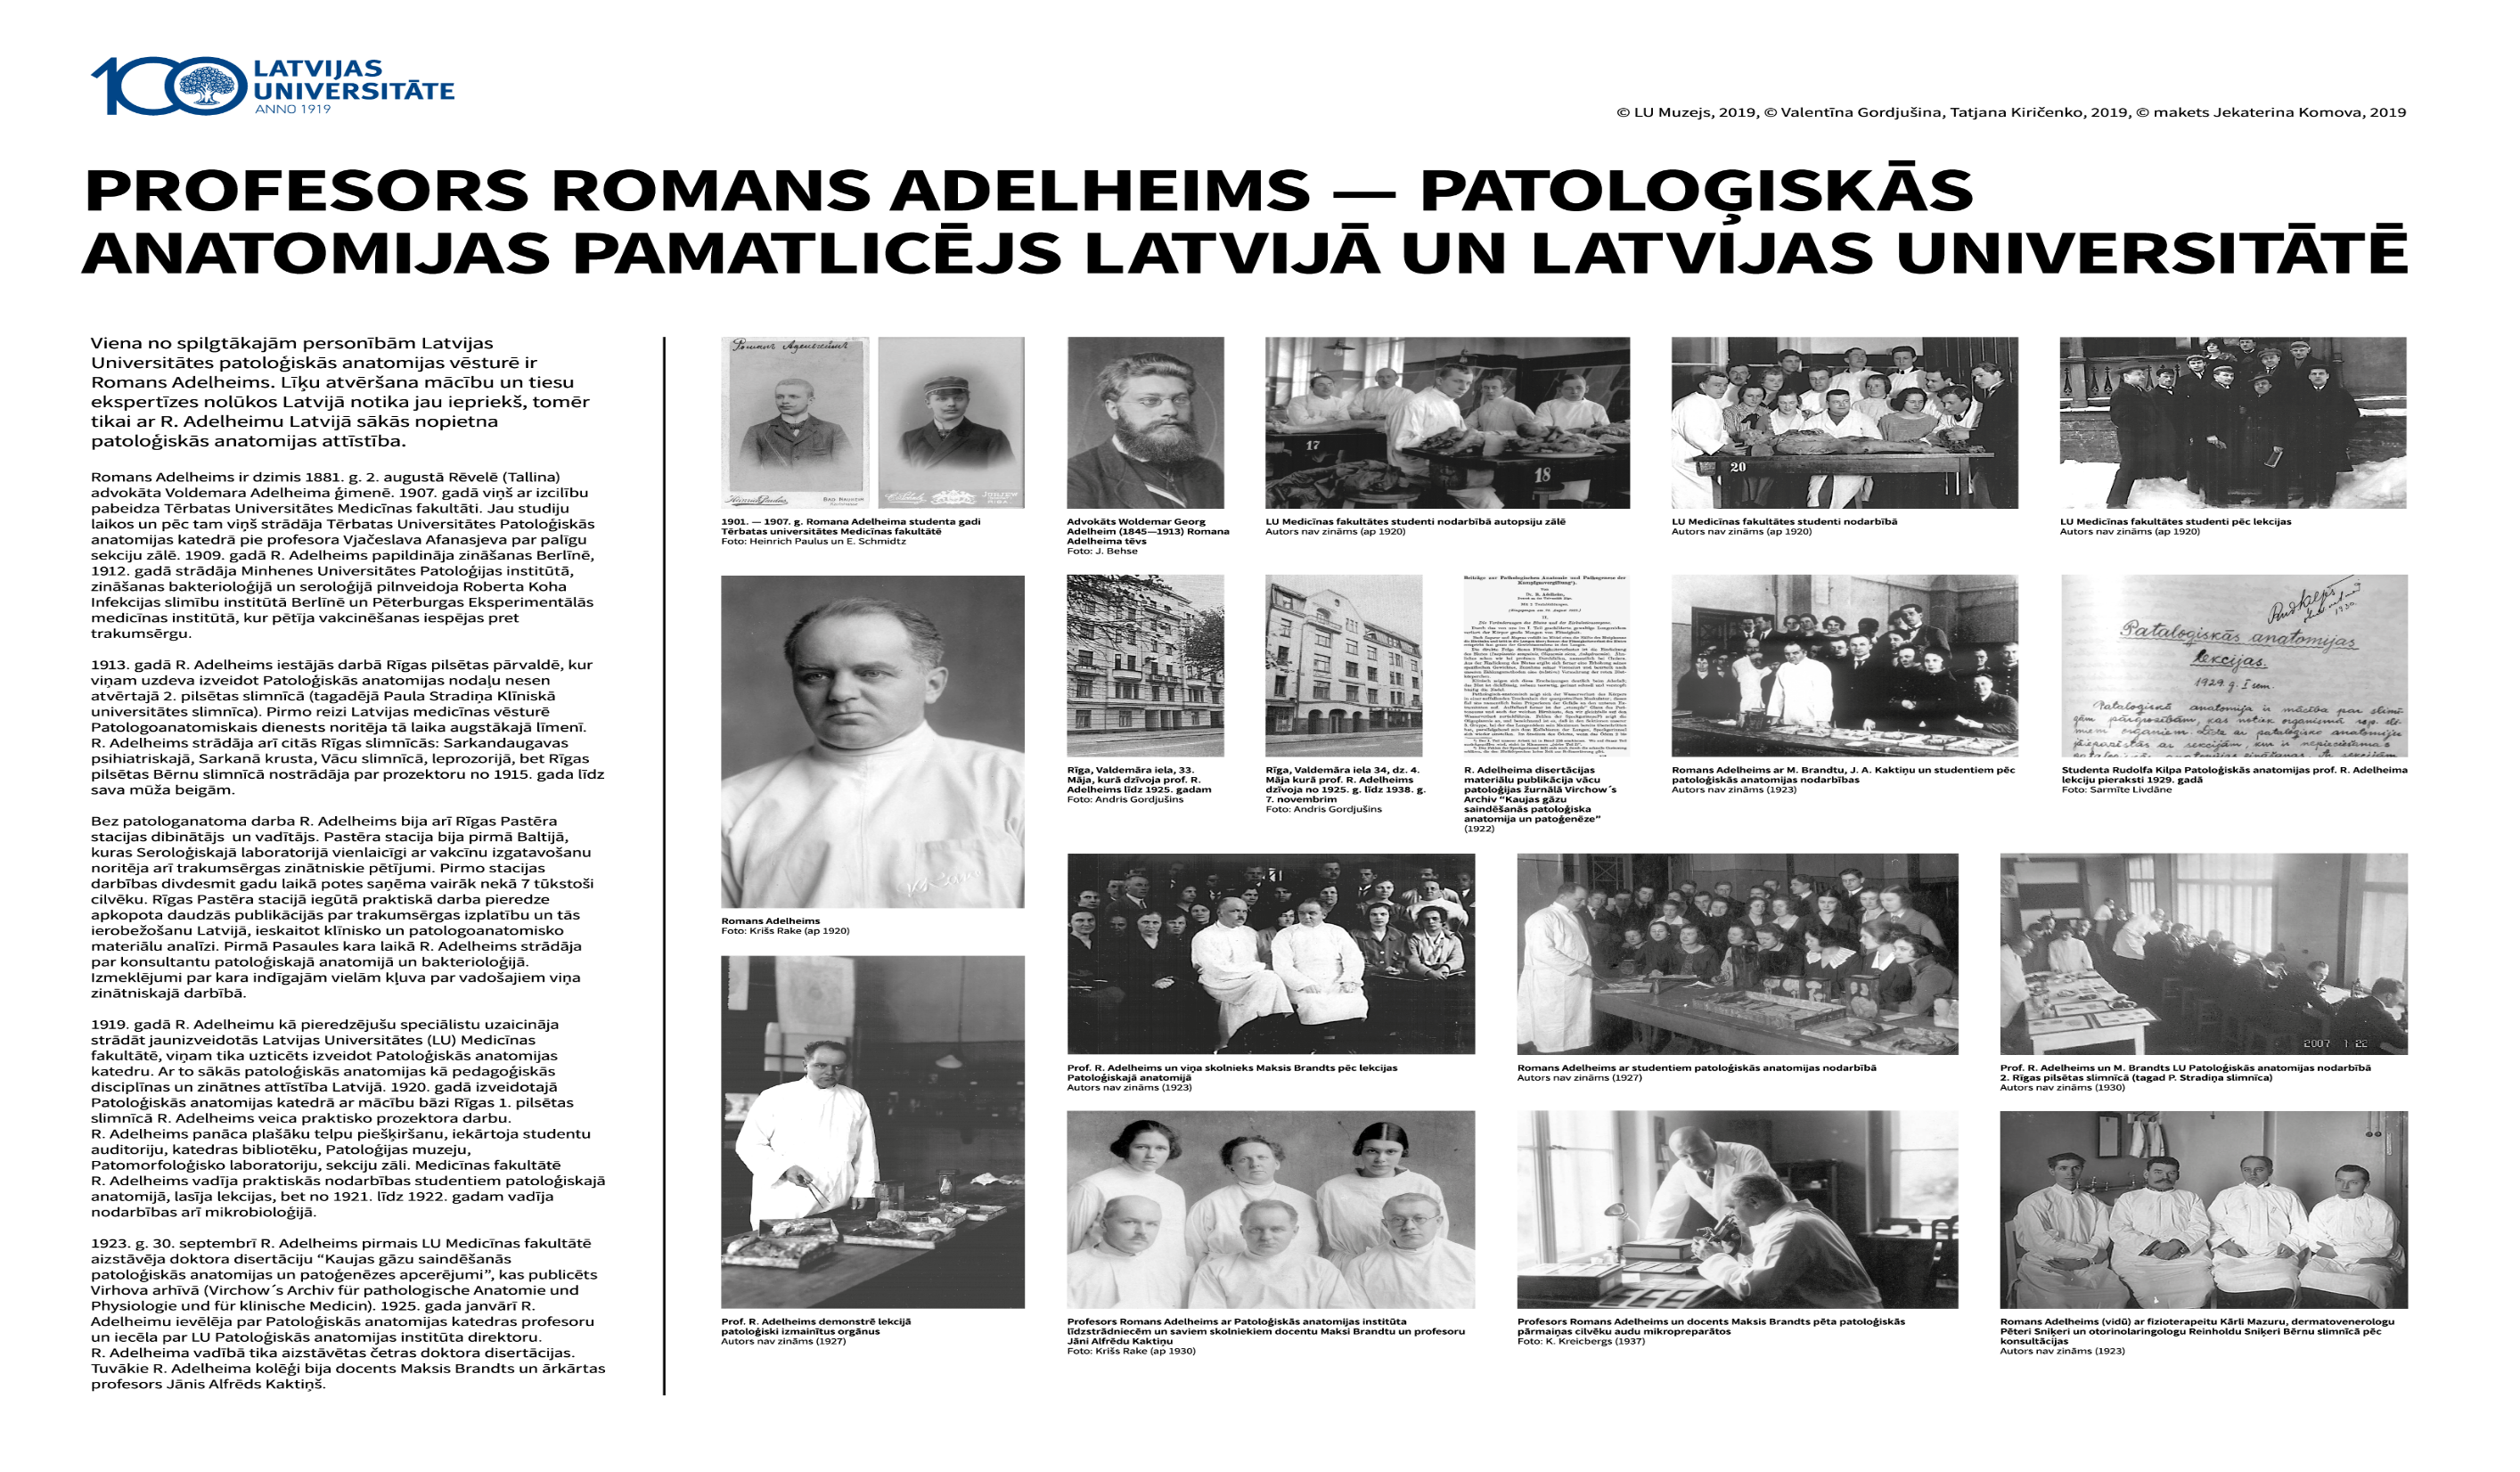 100 LATVIJAS
UNIVERSITĀTE
ANNO 1919
© LU Muzejs, 2019, © Valentīna Gordjušina, Tatjana Kiričenko, 2019, © makets Jekaterina Komova, 2019
PROFESORS ROMANS ADELHEIMS — PATOLOĢISKĀS
ANATOMIJAS PAMATLICĒJS LATVIJĀ UN LATVIJAS UNIVERSITĀTĒ
Viena no spilgtākajām personībām Latvijas
Universitātes patoloģiskās anatomijas vēsturē ir
Romans Adelheims. Līķu atvēršana mācību un tiesu
ekspertīzes nolūkos Latvijā notika jau iepriekš, tomēr
tikai ar R. Adelheimu Latvijā sākās nopietna
patoloģiskās anatomijas attīstība.
Romans Adelheims ir dzimis 1881. g. 2. augustā Rēvelē (Tallina)
advokāta Voldemara Adelheima ģimenē. 1907. gadā viņš ar izcilību
pabeidza Tērbatas Universitātes Medicīnas fakultāti. Jau studiju
laikos un pēc tam viņš strādāja Tērbatas Universitātes Patoloģiskās
anatomijas katedrā pie profesora Vjačeslava Afanasjeva par palīgu
sekciju zālē. 1909. gadā R. Adelheims papildināja zināšanas Berlīnē,
1912. gadā strādāja Minhenes Universitātes Patoloģijas institūtā,
zināšanas bakterioloģijā un seroloģijā pilnveidoja Roberta Koha
Infekcijas slimību institūtā Berlīnē un Pēterburgas Eksperimentālās
medicīnas institūtā, kur pētīja vakcinēšanas iespējas pret
trakumsērgu.
1913. gadā R. Adelheims iestājās darbā Rīgas pilsētas pārvaldē, kur
viņam uzdeva izveidot Patoloģiskās anatomijas nodaļu nesen
atvērtajā 2. pilsētas slimnīcā (tagadējā Paula Stradiņa Klīniskā
universitātes slimnīca). Pirmo reizi Latvijas medicīnas vēsturē
Patologoanatomiskais dienests noritēja tā laika augstākajā līmenī.
R. Adelheims strādāja arī citās Rīgas slimnīcās: Sarkandaugavas
psihiatriskajā, Sarkanā krusta, Vācu slimnīcā, leprozorijā, bet Rīgas
pilsētas Bērnu slimnīcā nostrādāja par prozektoru no 1915. gada līdz
sava mūža beigām.
Bez patologanatoma darba R. Adelheims bija arī Rīgas Pastēra
stacijas dibinātājs un vadītājs. Pastēra stacija bija pirmā Baltijā,
kuras Seroloģiskajā laboratorijā vienlaicīgi ar vakcīnu izgatavošanu
noritēja arī trakumsērgas zinātniskie pētījumi. Pirmo stacijas
darbības divdesmit gadu laikā potes saņēma vairāk nekā 7 tūkstoši
cilvēku. Rīgas Pastēra stacijā iegūtā praktiskā darba pieredze
apkopota daudzās publikācijās par trakumsērgas izplatību un tās
ierobežošanu Latvijā, ieskaitot klīnisko un patologoanatomisko
materiālu analīzi. Pirmā Pasaules kara laikā R. Adelheims strādāja
par konsultantu patoloģiskajā anatomijā un bakterioloģijā.
Izmeklējumi par kara indīgajām vielām kļuva par vadošajiem viņa
zinātniskajā darbībā.
1919. gadā R. Adelheimu kā pieredzējušu speciālistu uzaicināja
strādāt jaunizveidotās Latvijas Universitātes (LU) Medicīnas
fakultātē, viņam tika uzticēts izveidot Patoloģiskās anatomijas
katedru. Ar to sākās patoloģiskās anatomijas kā pedagoģiskās
disciplīnas un zinātnes attīstība Latvijā. 1920. gadā izveidotajā
Patoloģiskās anatomijas katedrā ar mācību bāzi Rīgas 1. pilsētas
slimnīcā R. Adelheims veica praktisko prozektora darbu.
R. Adelheims panāca plašāku telpu piešķiršanu, iekārtoja studentu
auditoriju, katedras bibliotēku, Patoloģijas muzeju,
Patomorfoloģisko laboratoriju, sekciju zāli. Medicīnas fakultātē
R. Adelheims vadīja praktiskās nodarbības studentiem patoloģiskajā
anatomijā, lasīja lekcijas, bet no 1921. līdz 1922. gadam vadīja
nodarbības arī mikrobioloģijā.
1923. g. 30. septembrī R. Adelheims pirmais LU Medicīnas fakultātē
aizstāvēja doktora disertāciju “Kaujas gāzu saindēšanās
patoloģiskās anatomijas un patoģenēzes apcerējumi”, kas publicēts
Virhova arhīvā (Virchow´s Archiv für pathologische Anatomie und
Physiologie und für klinische Medicin). 1925. gada janvārī R.
Adelheimu ievēlēja par Patoloģiskās anatomijas katedras profesoru
un iecēla par LU Patoloģiskās anatomijas institūta direktoru.
R. Adelheima vadībā tika aizstāvētas četras doktora disertācijas.
Tuvākie R. Adelheima kolēģi bija docents Maksis Brandts un ārkārtas
profesors Jānis Alfrēds Kaktiņš.
1901. — 1907. g. Romana Adelheima studenta gadi
Tērbatas universitātes Medicīnas fakultātē
Foto: Heinrich Paulus un E. Schmidtz
Advokāts Woldemar Georg
Adelheim (1845—1913) Romana
Adelheima tēvs
Foto: J. Behse
17
18
LU Medicīnas fakultātes studenti nodarbībā autopsiju zālē
Autors nav zināms (ap 1920)
20
LU Medicīnas fakultātes studenti nodarbībā
Autors nav zināms (ap 1920)
LU Medicīnas fakultātes studenti pēc lekcijas
Autors nav zināms (ap 1920)
Romans Adelheims
Foto: Krišs Rake (ap 1920)
Rīga, Valdemāra iela, 33.
Māja, kurā dzīvoja prof. R.
Adelheims līdz 1925. gadam
Foto: Andris Gordjušins
Rīga, Valdemāra iela 34, dz. 4.
Māja kurā prof. R. Adelheims
dzīvoja no 1925. g. līdz 1938. g.
7. novembrim
Foto: Andris Gordjušins
Beiträge zur Pathologischen Anatomie und Pathogenese der
Kampfgasvergiftung
R. Adelheima disertācijas
materiālu publikācija vācu
patoloģijas žurnālā Virchow´s
Archiv “Kaujas gāzu
saindēšanās patoloģiska
anatomija un patoģenēze”
(1922)
Romans Adelheims ar M. Brandtu, J. A. Kaktiņu un studentiem pēc
patoloģiskās anatomijas nodarbības
Autors nav zināms (1923)
Rud. Kilps
1930.
Pataloģiskās anatomijas
lekcijas.
1929. g. I sem.
Pataloģiskā anatomija ir mācība par slimī-
Studenta Rudolfa Kilpa Patoloģiskās anatomijas prof. R. Adelheima
lekciju pieraksti 1929. gadā
Foto: Sarmīte Livdāne
Prof. R. Adelheims un viņa skolnieks Maksis Brandts pēc lekcijas
Patoloģiskajā anatomijā
Autors nav zināms (1923)
Romans Adelheims ar studentiem patoloģiskās anatomijas nodarbībā
Autors nav zināms (1927)
2007 1 22
Prof. R. Adelheims un M. Brandts LU Patoloģiskās anatomijas nodarbībā
2. Rīgas pilsētas slimnīcā (tagad P. Stradiņa slimnīca)
Autors nav zināms (1930)
Prof. R. Adelheims demonstrē lekcijā
patoloģiski izmainītus orgānus
Autors nav zināms (1927)
Profesors Romans Adelheims ar Patoloģiskās anatomijas institūta
līdzstrādniecēm un saviem skolniekiem docentu Maksi Brandtu un profesoru
Jāni Alfrēdu Kaktiņu
Foto: Krišs Rake (ap 1930)
Profesors Romans Adelheims un docents Maksis Brandts pēta patoloģiskās
pārmaiņas cilvēku audu mikropreparātos
Foto: K. Kreicbergs (1937)
Romans Adelheims (vidū) ar fizioterapeitu Kārli Mazuru, dermatovenerologu
Pēteri Sniķeri un otorinolaringologu Reinholdu Sniķeri Bērnu slimnīcā pēc
konsultācijas
Autors nav zināms (1923)